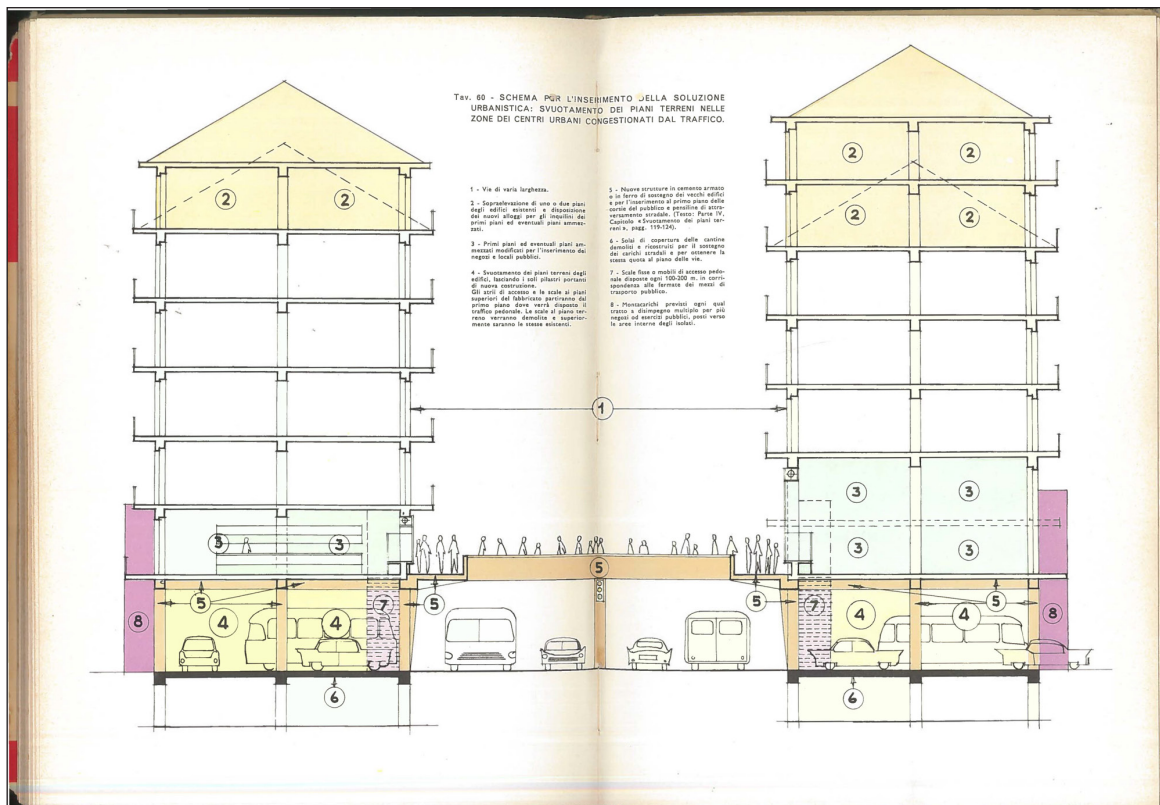 Tav. 60 - SCHEMA PER L'INSERIMENTO DELLA SOLUZIONE
URBANISTICA: SVUOTAMENTO DEI PIANI TERRENI NELLE
ZONE DEI CENTRI URBANI CONGESTIONATI DAL TRAFFICO.
1 - Vie di varia larghezza.
2 - Sopraelevazione di uno o due piani
degli edifici esistenti e disposizione
dei nuovi alloggi per gli inquilini dei
primi piani ed eventuali piani ammez-
zati.
3 - Primi piani ed eventuali piani am-
mezzati modificati per l'inserimento dei
negozi e locali pubblici.
4 - Svuotamento dei piani terreni degli
edifici, lasciando i soli pilastri portanti
di nuova costruzione.
Gli atrii di accesso e le scale ai piani
superiori del fabbricato partiranno dal
primo piano dove verrà disposto il
traffico pedonale. Le scale al piano ter-
reno verranno demolite e superior-
mente saranno le stesse esistenti.
5 - Nuove strutture in cemento armato
o in ferro di sostegno dei vecchi edifici
e per l'inserimento al primo piano delle
corsie del pubblico e pensiline di attra-
versamento stradale. (Testo: Parte IV,
Capitolo «Svuotamento dei piani ter-
reni», pagg. 119-124).
6 - Solai di copertura delle cantine
demoliti e ricostruiti per il sostegno
dei carichi stradali e per ottenere la
stessa quota al piano delle vie.
7 - Scale fisse o mobili di accesso pedo-
nale disposte ogni 100-200 m. in corri-
spondenza alle fermate dei mezzi di
trasporto pubblico.
8 - Montacarichi previsti ogni qual
tratto a disimpegno multiplo per più
negozi od esercizi pubblici, posti verso
le aree interne degli isolati.
2 2
2 2
2 2
1
3 3
3 3
3 3
5
5 5 5 5
8 4 4 7 7 4 4 8
6 6